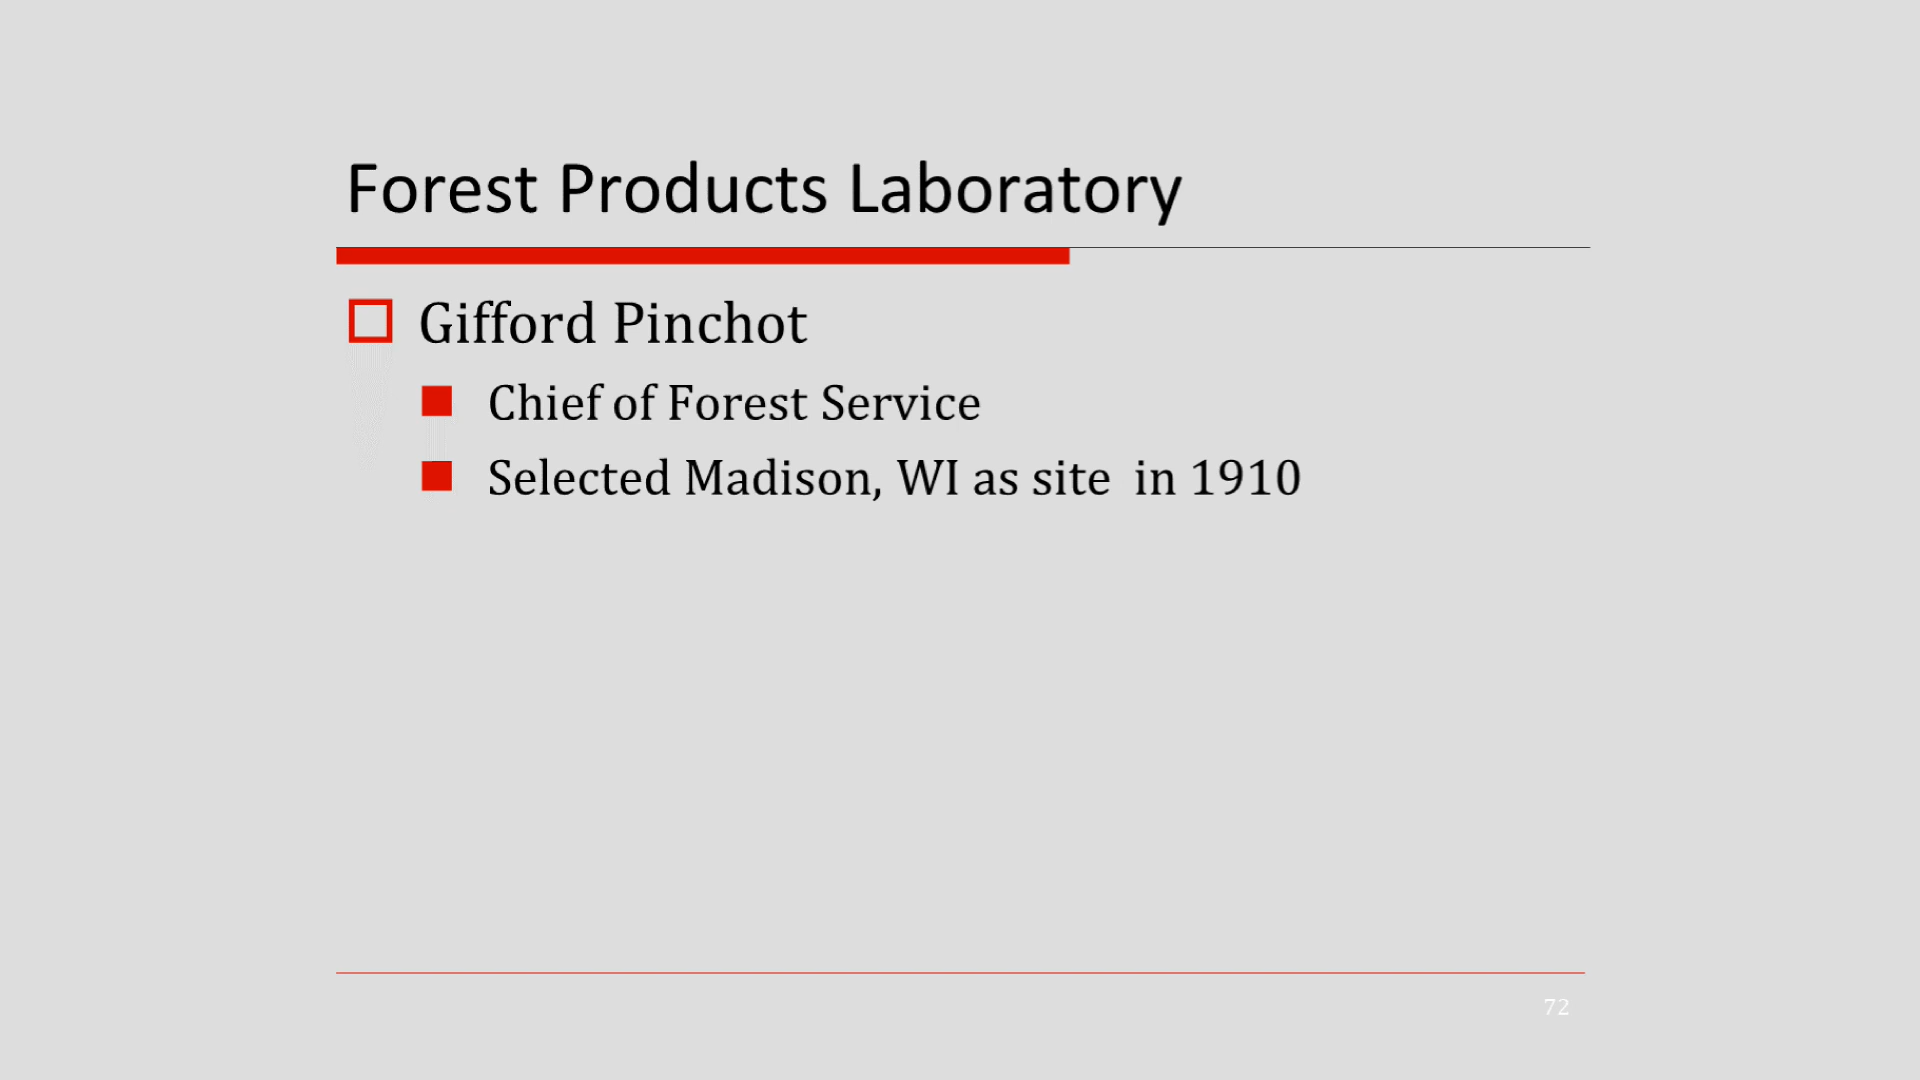 Forest Products Laboratory
Gifford Pinchot
Chief of Forest Service
Selected Madison, WI as site  in 1910
72